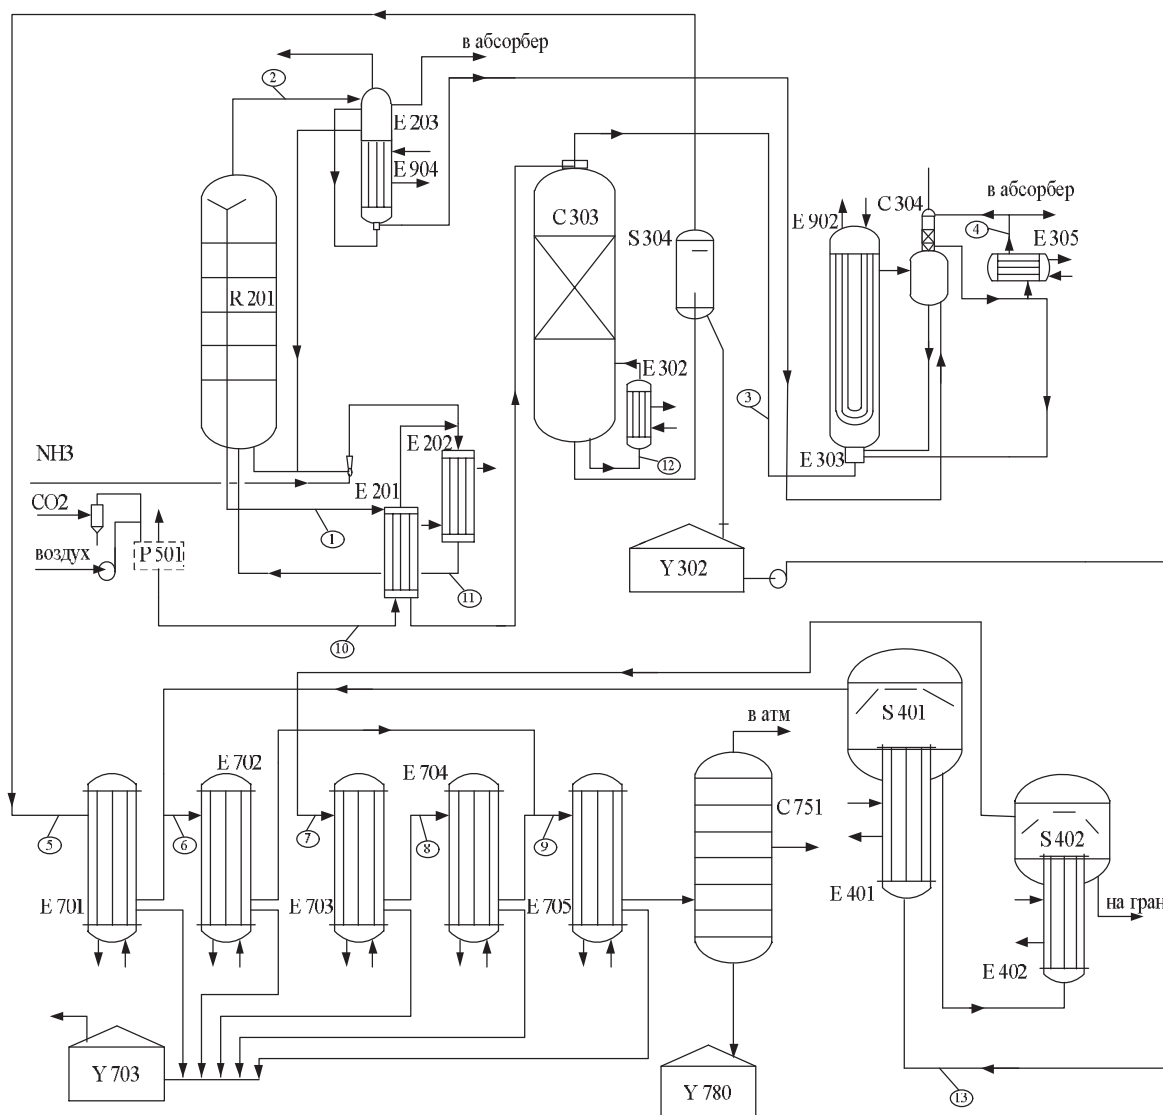 в абсорбер
2
E 203
E 904
в абсорбер
C 304
E 902
C 303
S 304
4
E 305
R 201
E 302
3
NH3
E 202
12
E 303
E 201
CO2
1
воздух
P 501
Y 302
11
10
S 401
в атм
E 702
E 704
C 751
S 402
5
6
7
8
9
E 401
E 701
E 703
E 705
на гран
E 402
Y 703
Y 780
13